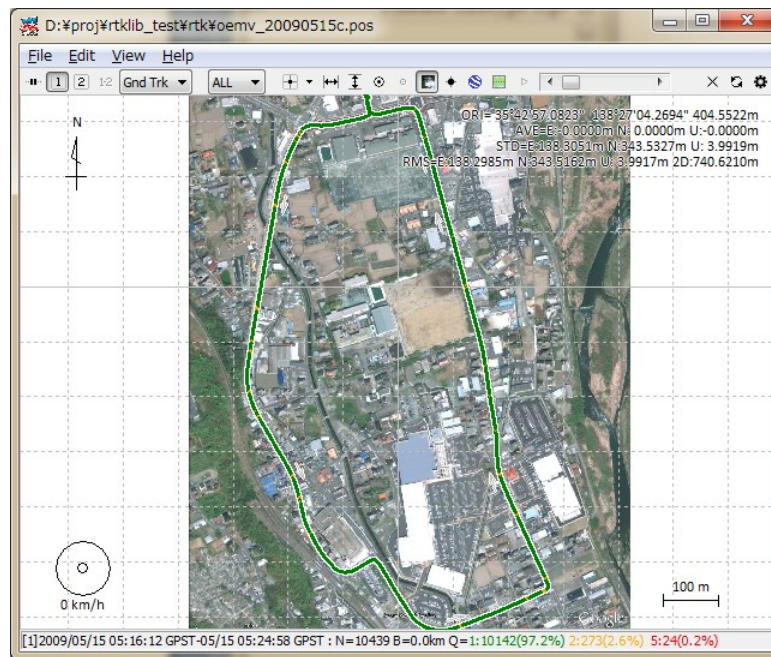 D:¥proj¥rtklib_test¥rtk¥oemv_20090515c.pos
File Edit View Help
1 2 1-2 Gnd Trk ALL
ORI=35°42'57.0823" 138°27'04.2694" 404.5522m
AVE=E:-0.0000m N: 0.0000m U:-0.0000m
STD=E:138.3051m N:343.5327m U: 3.9919m
RMS=E:138.2985m N:343.5162m U: 3.9917m 2D:740.6210m
N
0 km/h
100 m
Google
[1]2009/05/15 05:16:12 GPST-05/15 05:24:58 GPST : N=10439 B=0.0km Q=1:10142(97.2%) 2:273(2.6%) 5:24(0.2%)